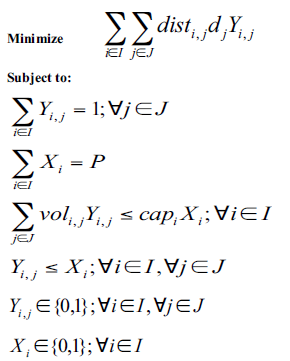 Minimize ∑_{i∈I} ∑_{j∈J} dist_{i,j} d_j Y_{i,j}
Subject to:
∑_{i∈I} Y_{i,j} = 1; ∀j∈J
∑_{i∈I} X_i = P
∑_{j∈J} vol_{i,j} Y_{i,j} ≤ cap_i X_i; ∀i∈I
Y_{i,j} ≤ X_i; ∀i∈I, ∀j∈J
Y_{i,j} ∈ {0,1}; ∀i∈I, ∀j∈J
X_i ∈ {0,1}; ∀i∈I